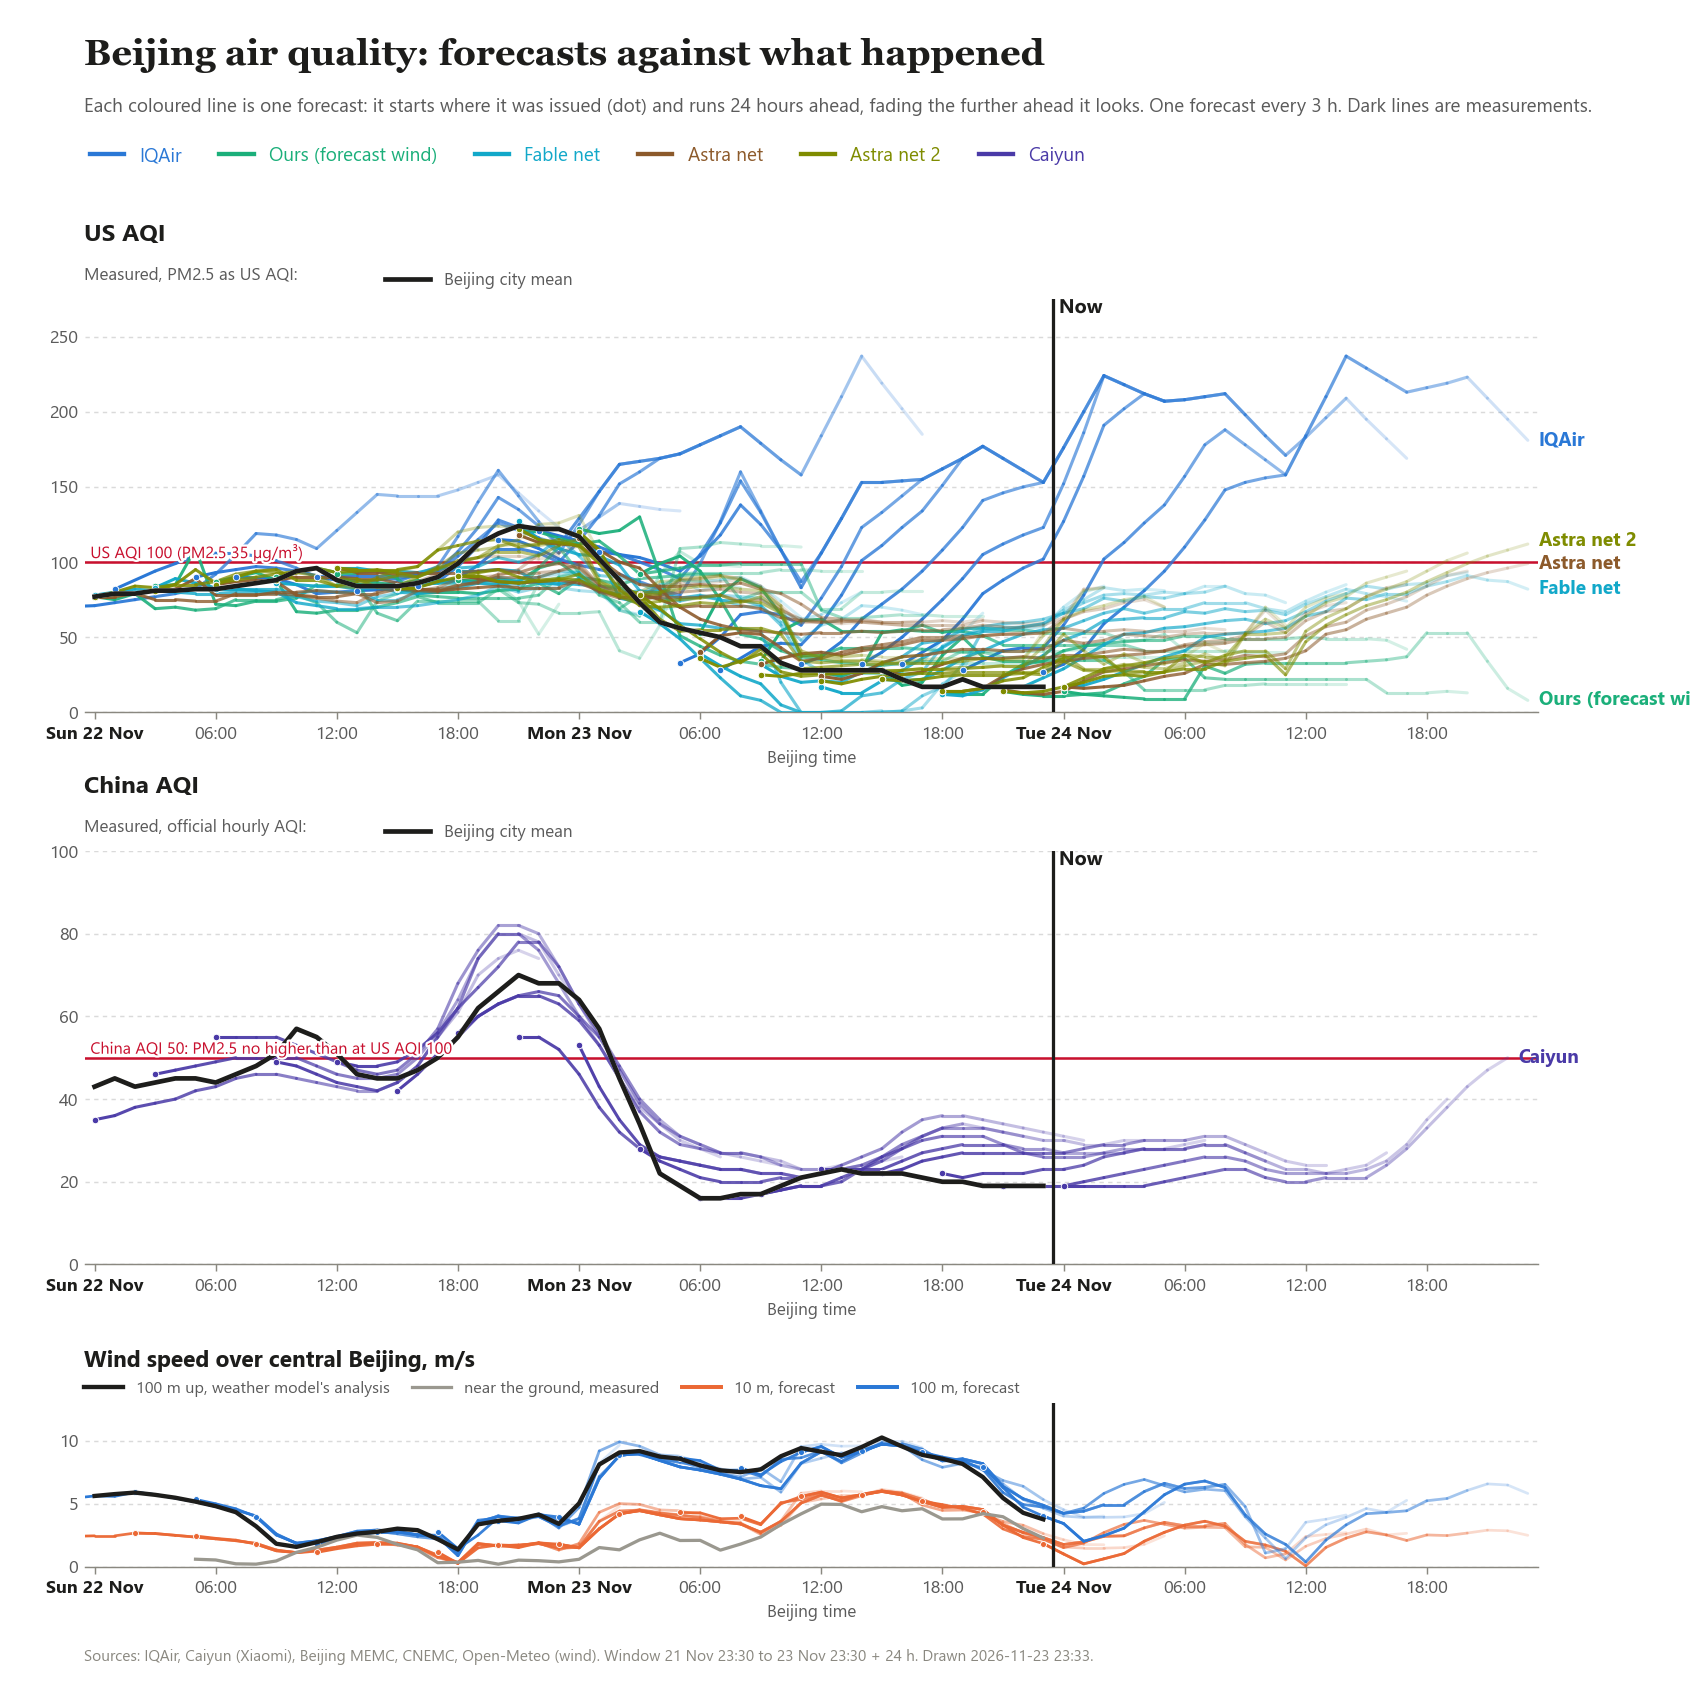 Beijing air quality: forecasts against what happened
Each coloured line is one forecast: it starts where it was issued (dot) and runs 24 hours ahead, fading the further ahead it looks. One forecast every 3 h. Dark lines are measurements.
IQAir Ours (forecast wind) Fable net Astra net Astra net 2 Caiyun
US AQI
Measured, PM2.5 as US AQI: Beijing city mean
Now
250
200
IQAir
150
US AQI 100 (PM2.5 35 µg/m³)
Astra net 2
100
Astra net
Fable net
50
Ours (forecast wi
0
Sun 22 Nov 06:00 12:00 18:00 Mon 23 Nov 06:00 12:00 18:00 Tue 24 Nov 06:00 12:00 18:00
Beijing time
China AQI
Measured, official hourly AQI: Beijing city mean
100
Now
80
60
China AQI 50: PM2.5 no higher than at US AQI 100
Caiyun
40
20
0
Sun 22 Nov 06:00 12:00 18:00 Mon 23 Nov 06:00 12:00 18:00 Tue 24 Nov 06:00 12:00 18:00
Beijing time
Wind speed over central Beijing, m/s
100 m up, weather model's analysis near the ground, measured 10 m, forecast 100 m, forecast
10
5
0
Sun 22 Nov 06:00 12:00 18:00 Mon 23 Nov 06:00 12:00 18:00 Tue 24 Nov 06:00 12:00 18:00
Beijing time
Sources: IQAir, Caiyun (Xiaomi), Beijing MEMC, CNEMC, Open-Meteo (wind). Window 21 Nov 23:30 to 23 Nov 23:30 + 24 h. Drawn 2026-11-23 23:33.